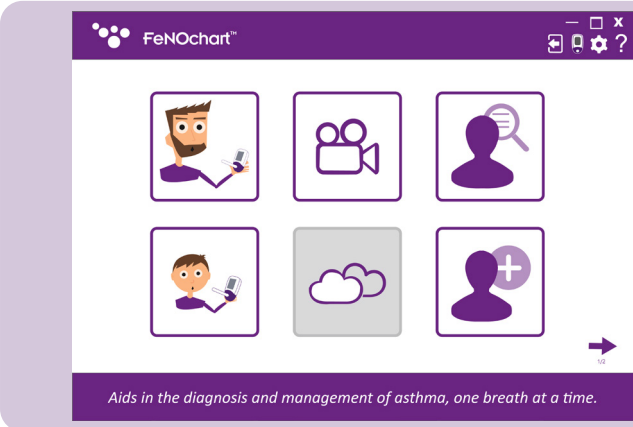 FeNOchart™
Aids in the diagnosis and management of asthma, one breath at a time.
1/2